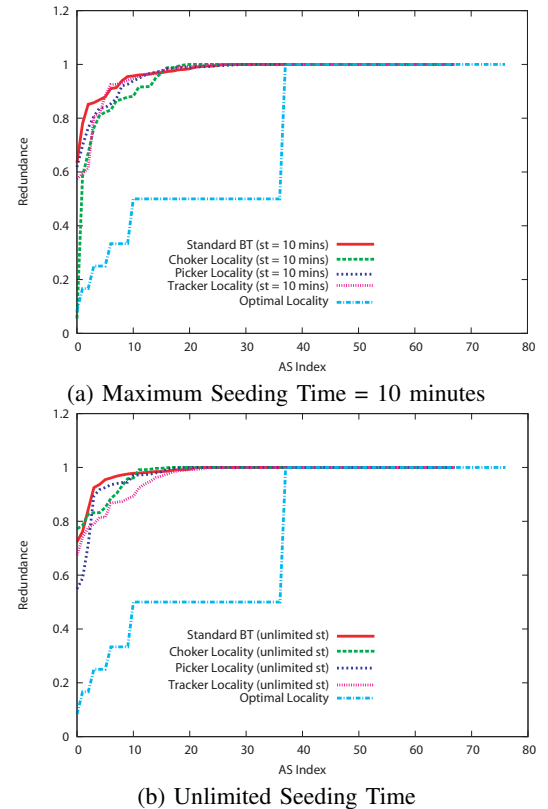 1.2
1
0.8
0.6
0.4
0.2
0
Redundance
Standard BT (st = 10 mins)
Choker Locality (st = 10 mins)
Picker Locality (st = 10 mins)
Tracker Locality (st = 10 mins)
Optimal Locality
0 10 20 30 40 50 60 70 80
AS Index
(a) Maximum Seeding Time = 10 minutes
1.2
1
0.8
0.6
0.4
0.2
0
Redundance
Standard BT (unlimited st)
Choker Locality (unlimited st)
Picker Locality (unlimited st)
Tracker Locality (unlimited st)
Optimal Locality
0 10 20 30 40 50 60 70 80
AS Index
(b) Unlimited Seeding Time